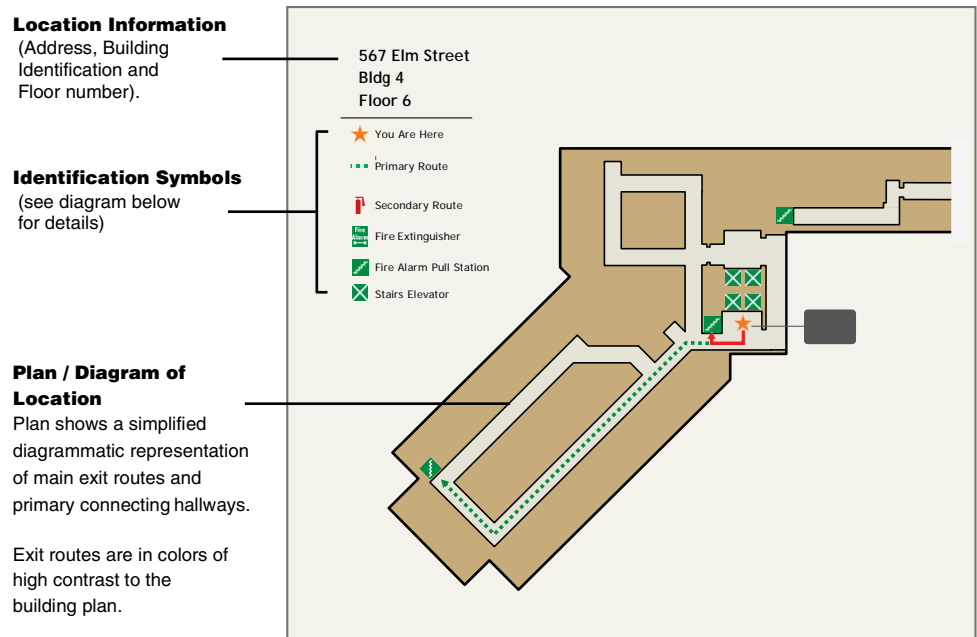 Location Information
(Address, Building
Identification and
Floor number).
567 Elm Street
Bldg 4
Floor 6
You Are Here
Primary Route
Secondary Route
Fire
Alarm
Fire Extinguisher
Fire Alarm Pull Station
Stairs Elevator
Identification Symbols
(see diagram below
for details)
Plan / Diagram of
Location
Plan shows a simplified
diagrammatic representation
of main exit routes and
primary connecting hallways.
Exit routes are in colors of
high contrast to the
building plan.